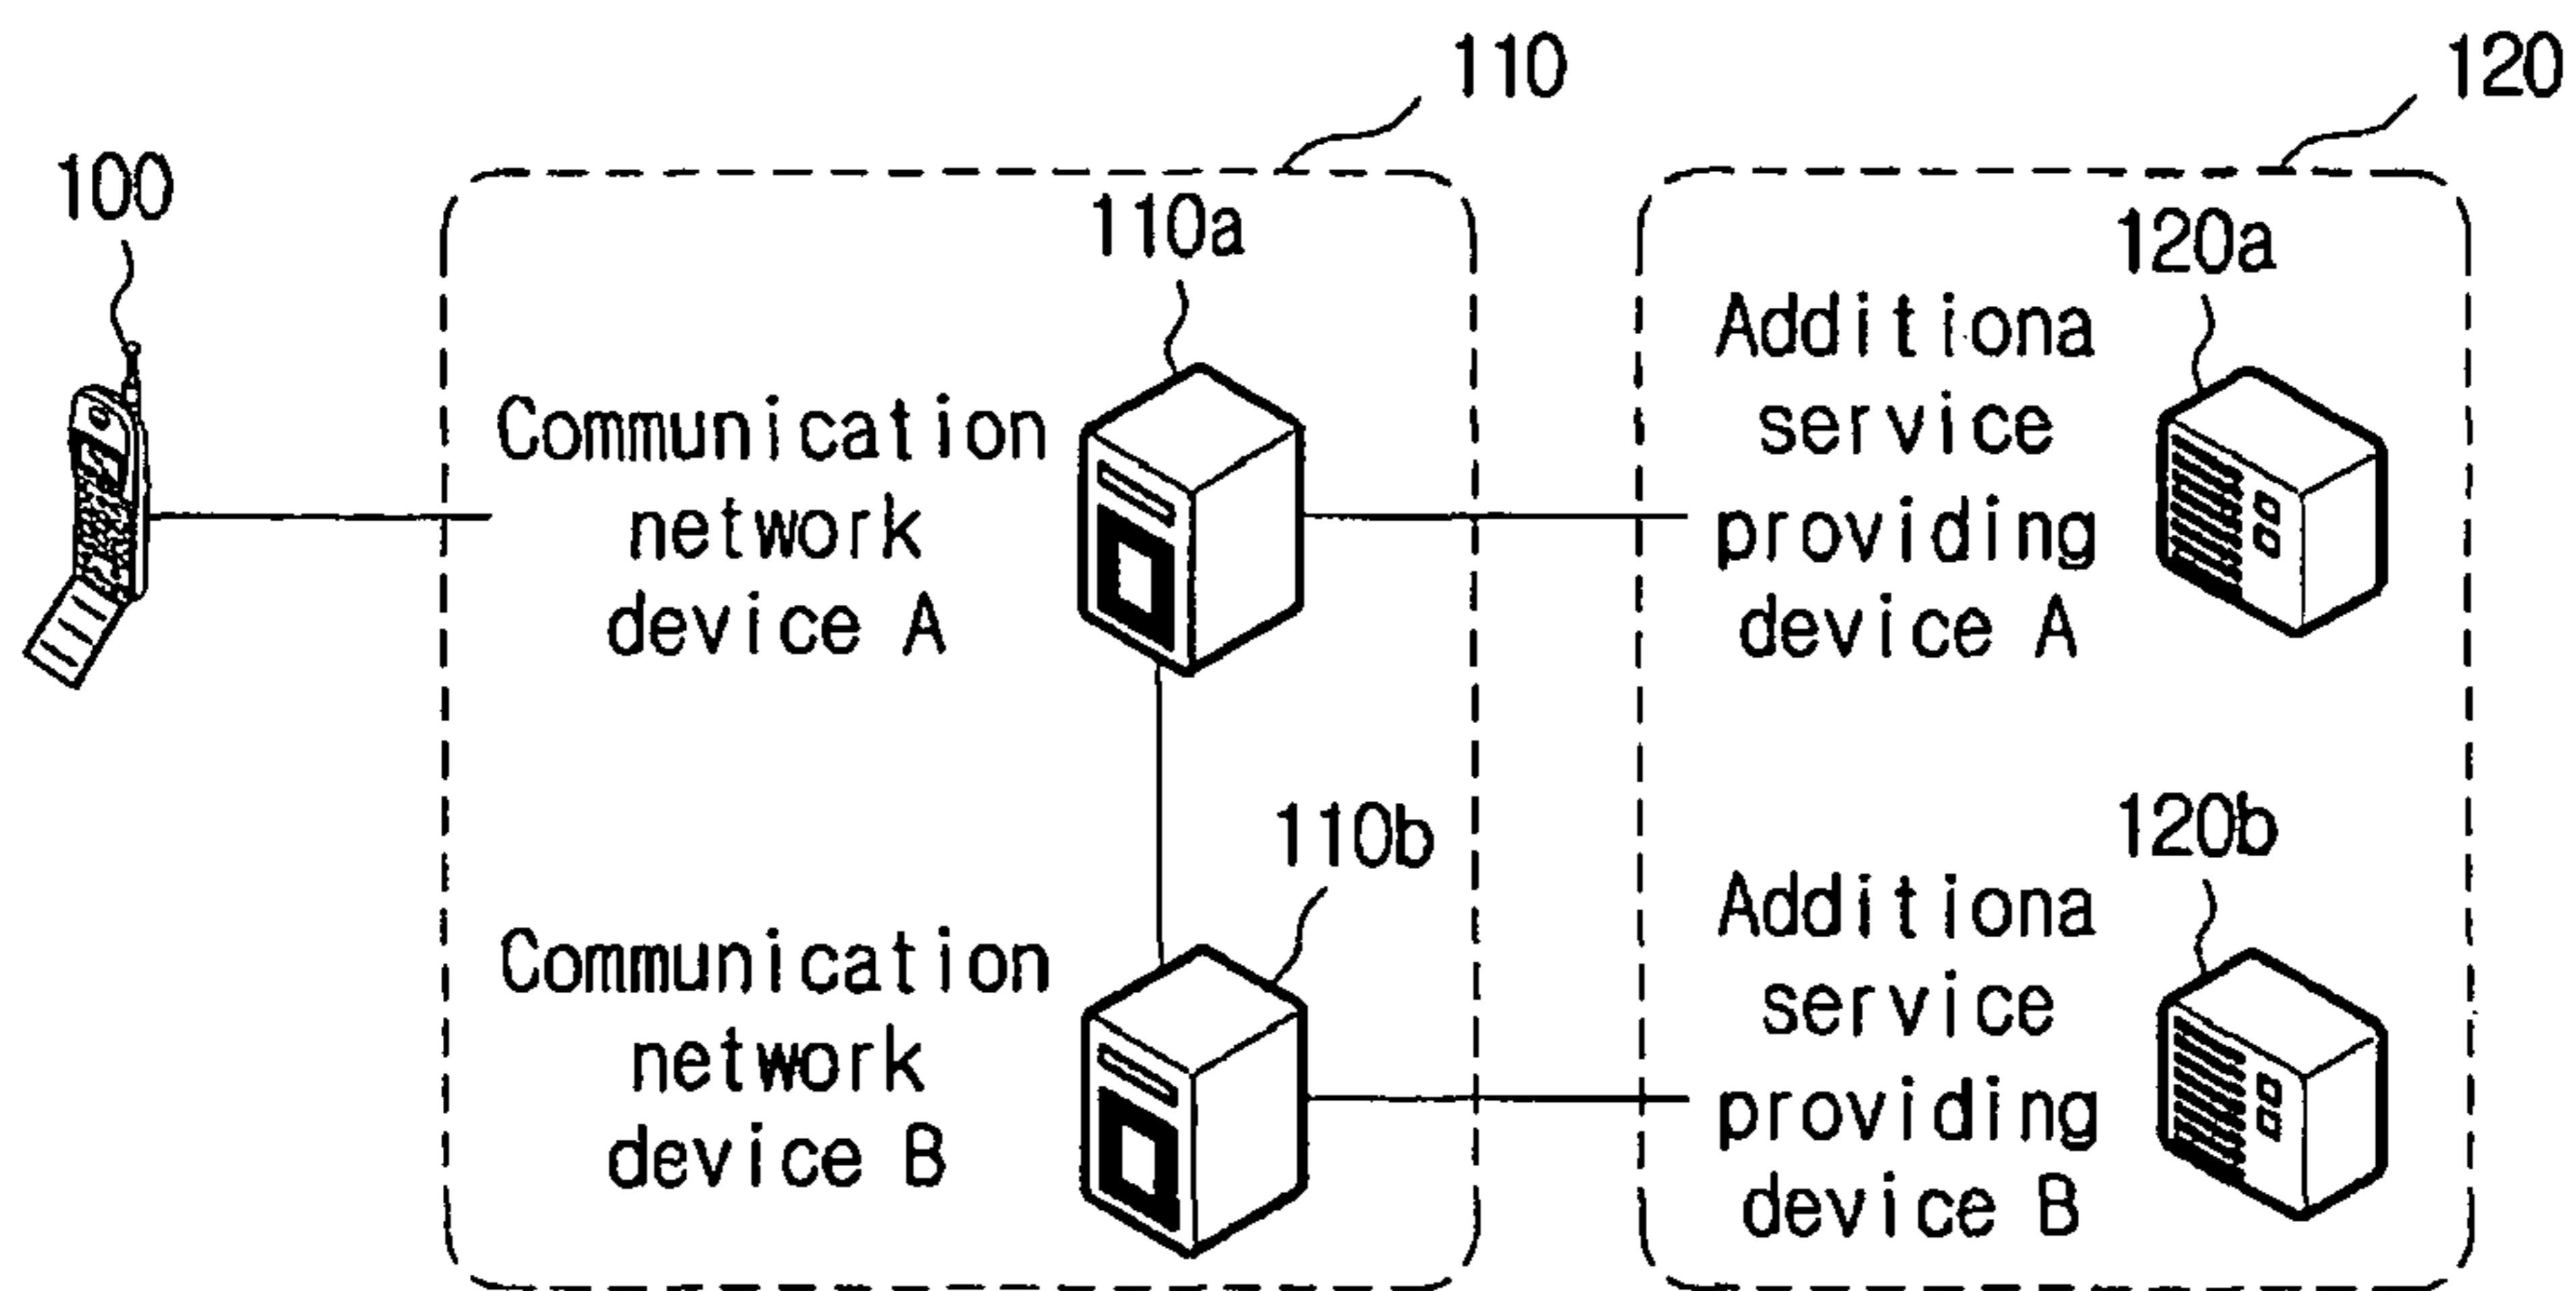 110
120
100
110a
120a
Communication
network
device A
Additiona
service
providing
device A
110b
120b
Communication
network
device B
Additiona
service
providing
device B